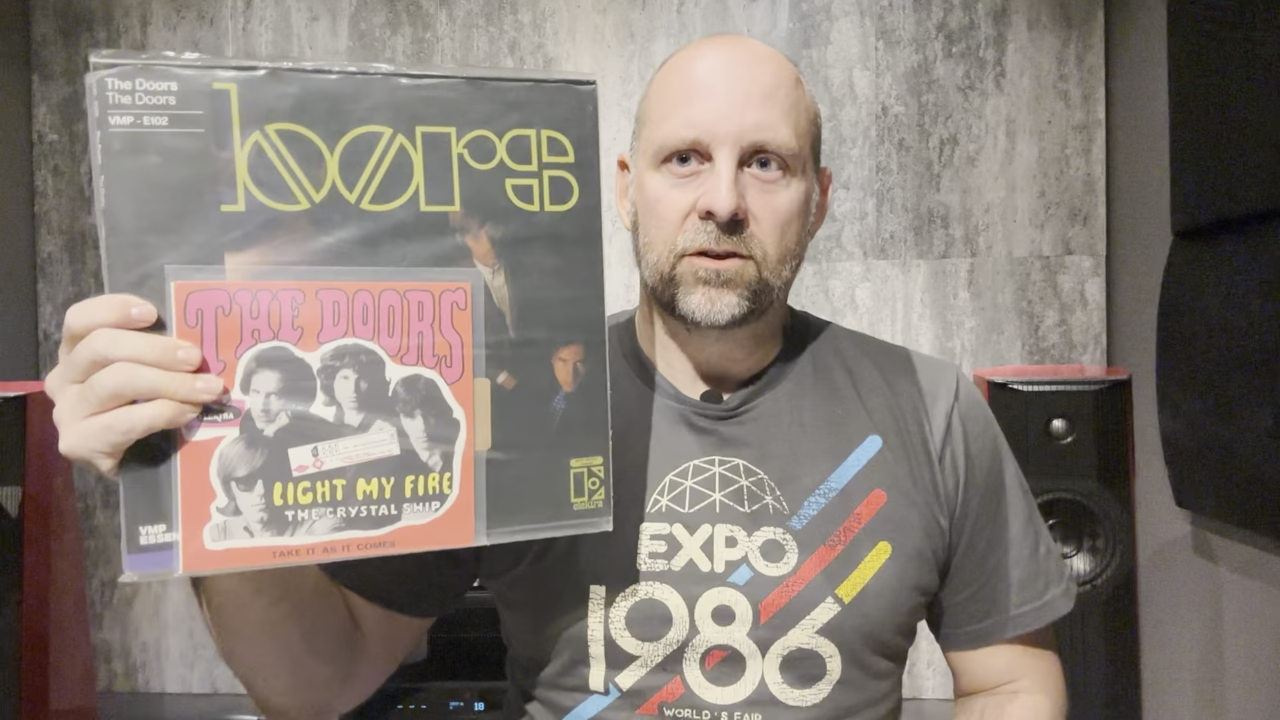 The Doors
The Doors
VMP - E102
Doors
THE DOORS
LIGHT MY FIRE
THE CRYSTAL SHIP
TAKE IT AS IT COMES
VMP
elektra
EXPO
1986
WORLD'S FAIR
18